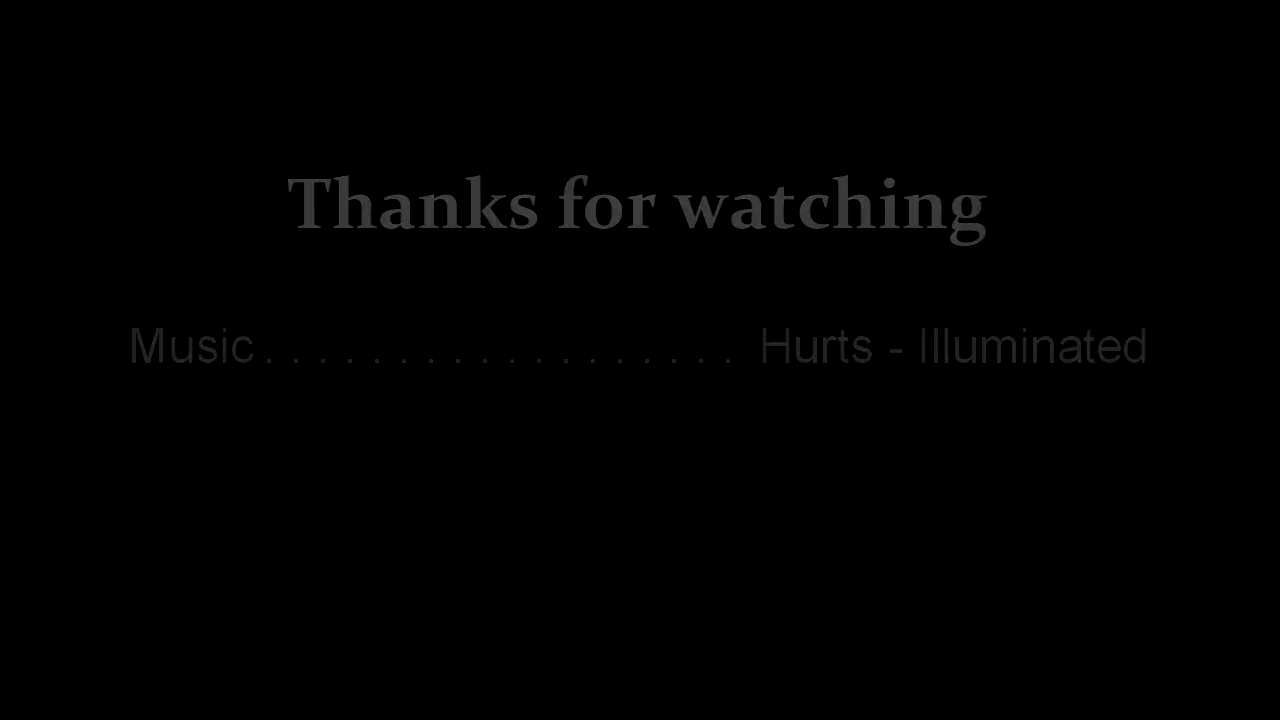 Thanks for watching
Music . . . . . . . . . . . . . . . . . . Hurts - Illuminated